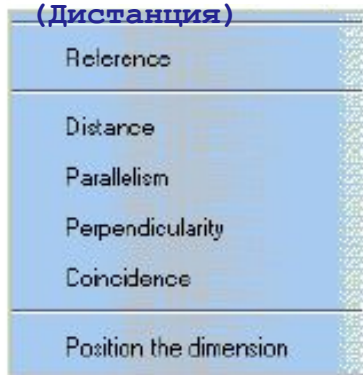 (Дистанция)
Reference
Distance
Parallelism
Perpendicularity
Coincidence
Position the dimension